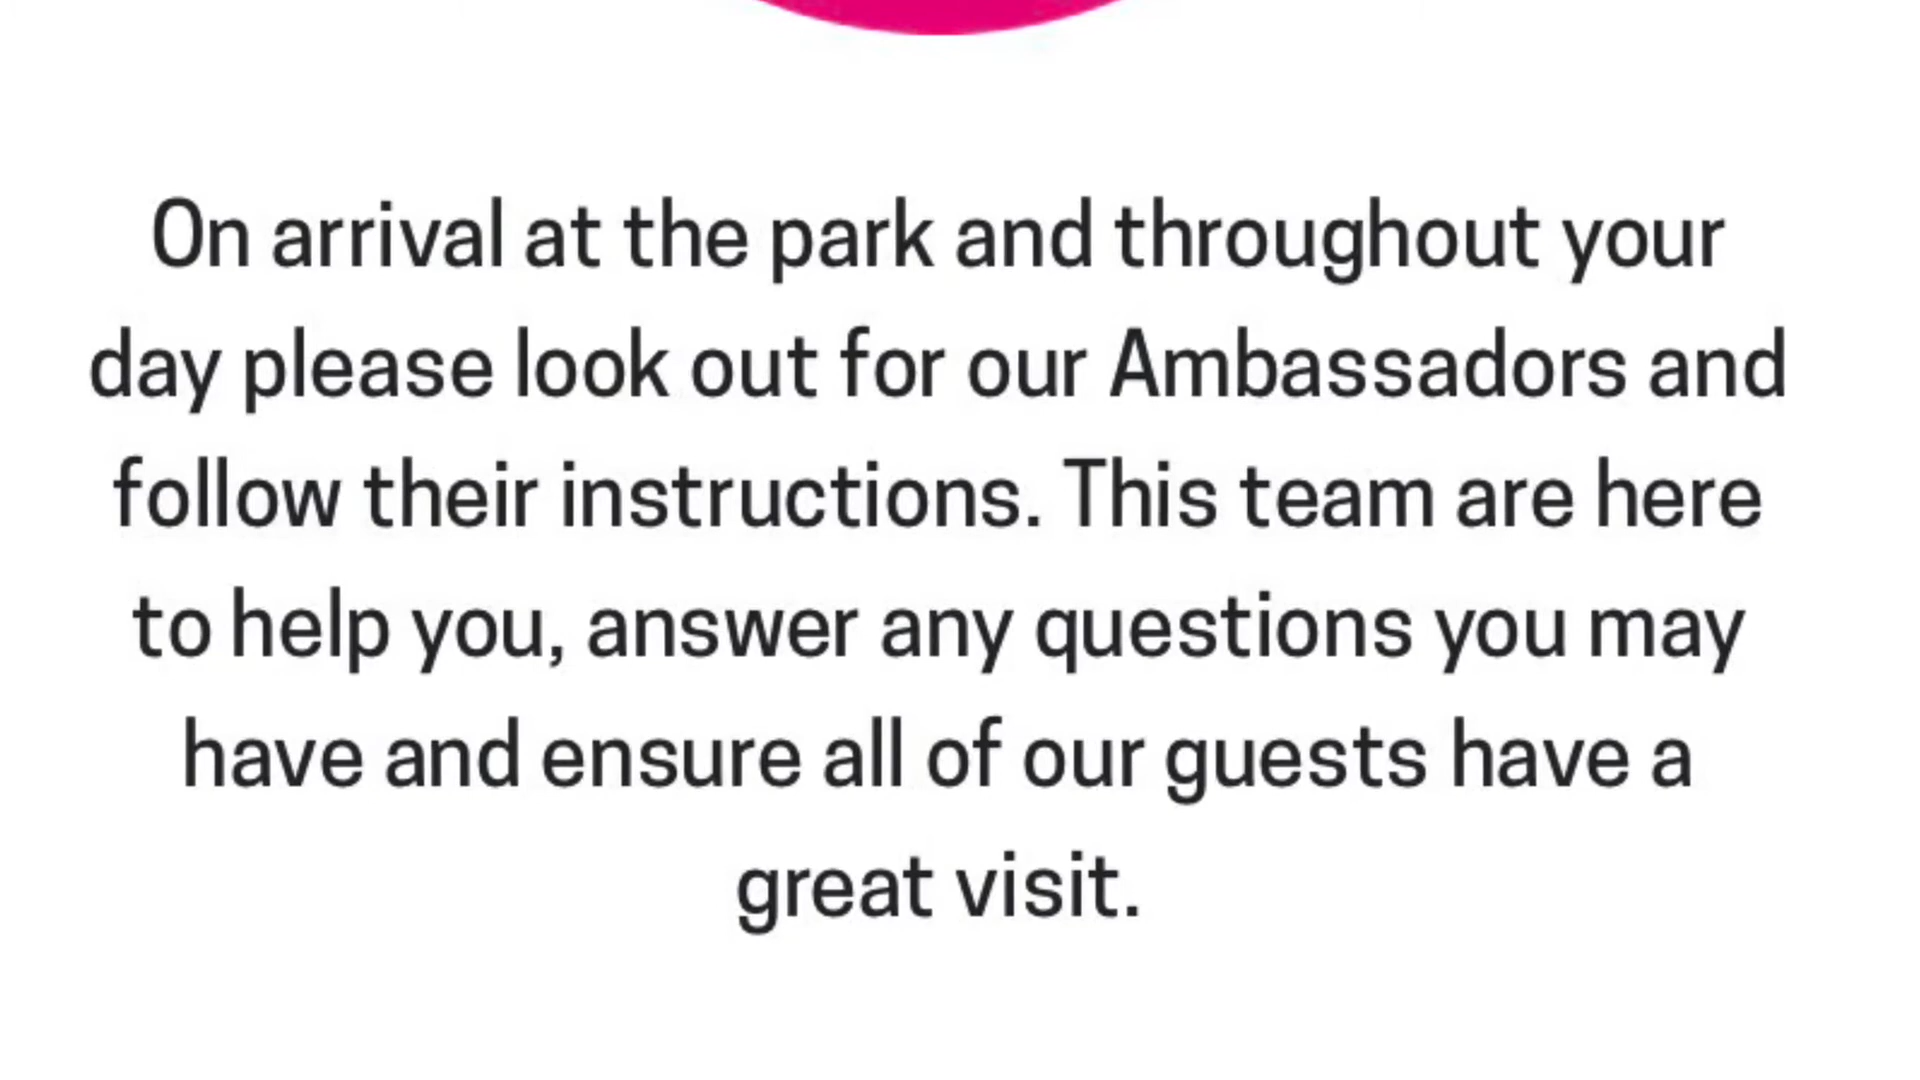 On arrival at the park and throughout your
day please look out for our Ambassadors and
follow their instructions. This team are here
to help you, answer any questions you may
have and ensure all of our guests have a
great visit.